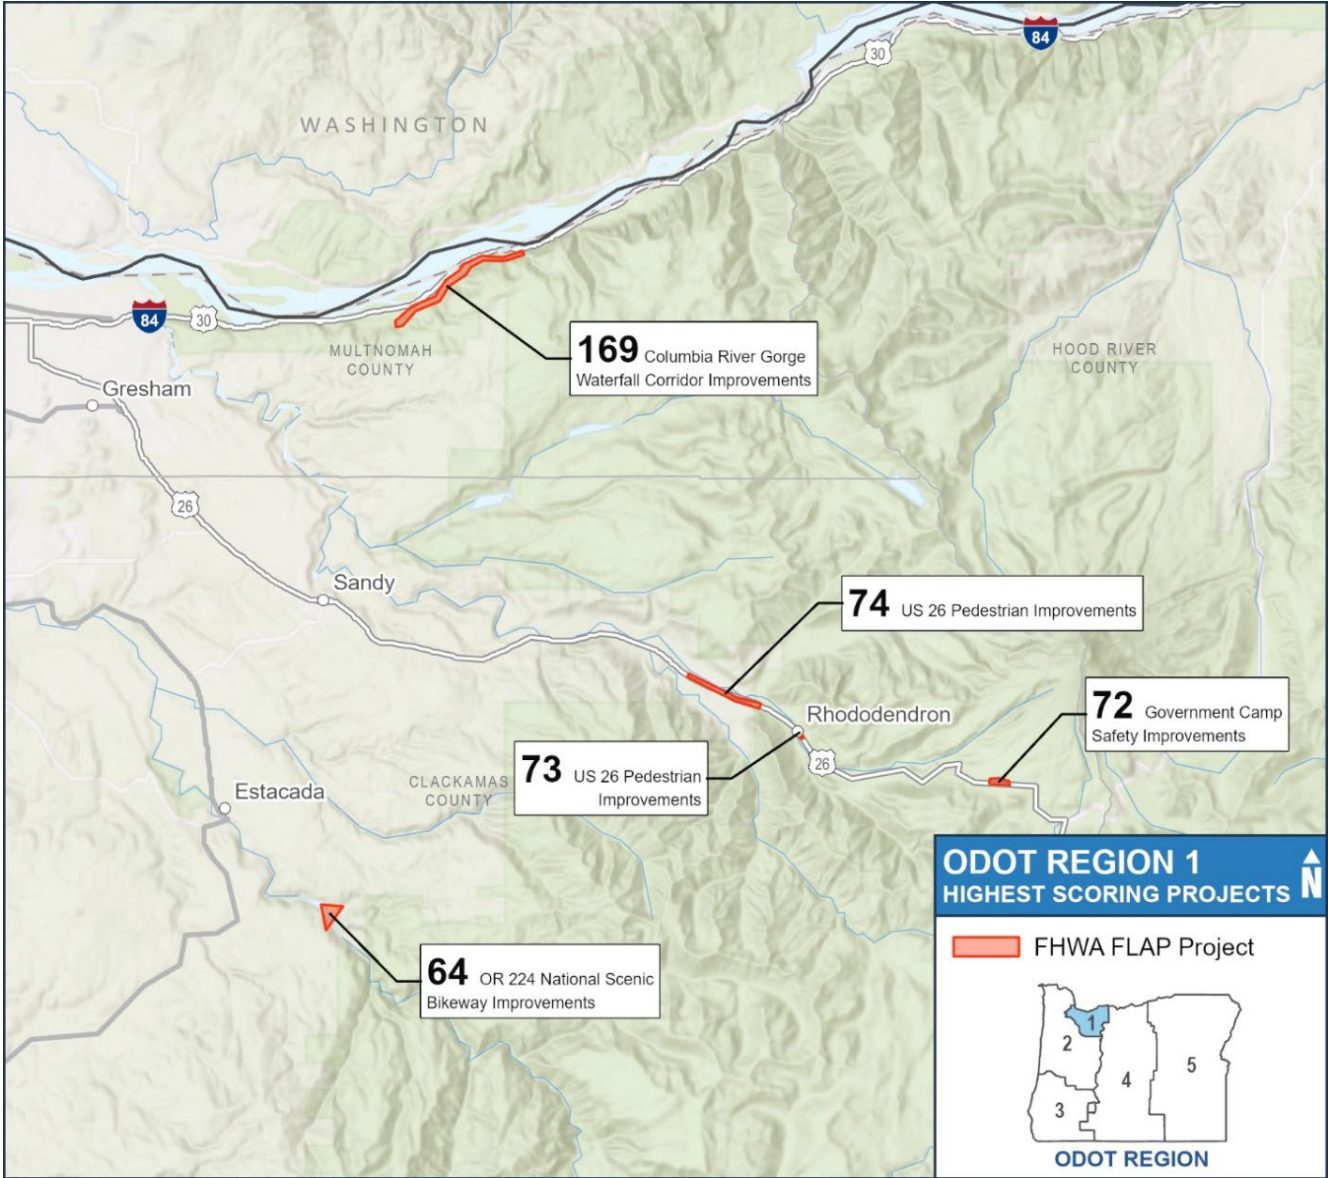 84
30
WASHINGTON
84
30
MULTNOMAH
COUNTY
169 Columbia River Gorge
Waterfall Corridor Improvements
HOOD RIVER
COUNTY
Gresham
26
Sandy
74 US 26 Pedestrian Improvements
Rhododendron
72 Government Camp
Safety Improvements
73 US 26 Pedestrian
Improvements
26
CLACKAMAS
COUNTY
Estacada
64 OR 224 National Scenic
Bikeway Improvements
ODOT REGION 1
HIGHEST SCORING PROJECTS
N
FHWA FLAP Project
1
2
3
4
5
ODOT REGION